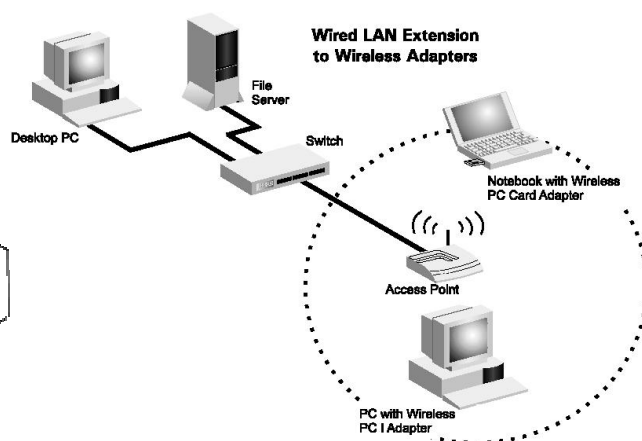 Wired LAN Extension
to Wireless Adapters
File
Server
Desktop PC
Switch
Notebook with Wireless
PC Card Adapter
Access Point
PC with Wireless
PC I Adapter